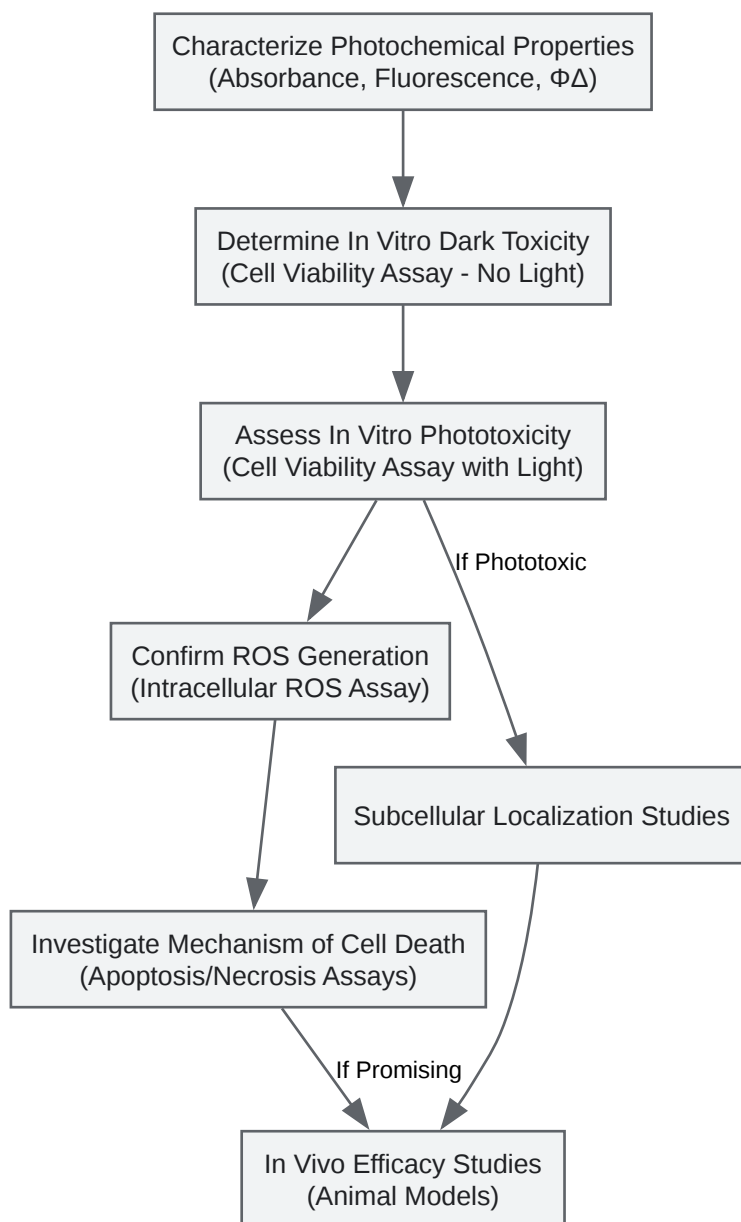 Characterize Photochemical Properties
(Absorbance, Fluorescence, ΦΔ)
Determine In Vitro Dark Toxicity
(Cell Viability Assay - No Light)
Assess In Vitro Phototoxicity
(Cell Viability Assay with Light)
If Phototoxic
Confirm ROS Generation
(Intracellular ROS Assay)
Subcellular Localization Studies
Investigate Mechanism of Cell Death
(Apoptosis/Necrosis Assays)
If Promising
In Vivo Efficacy Studies
(Animal Models)